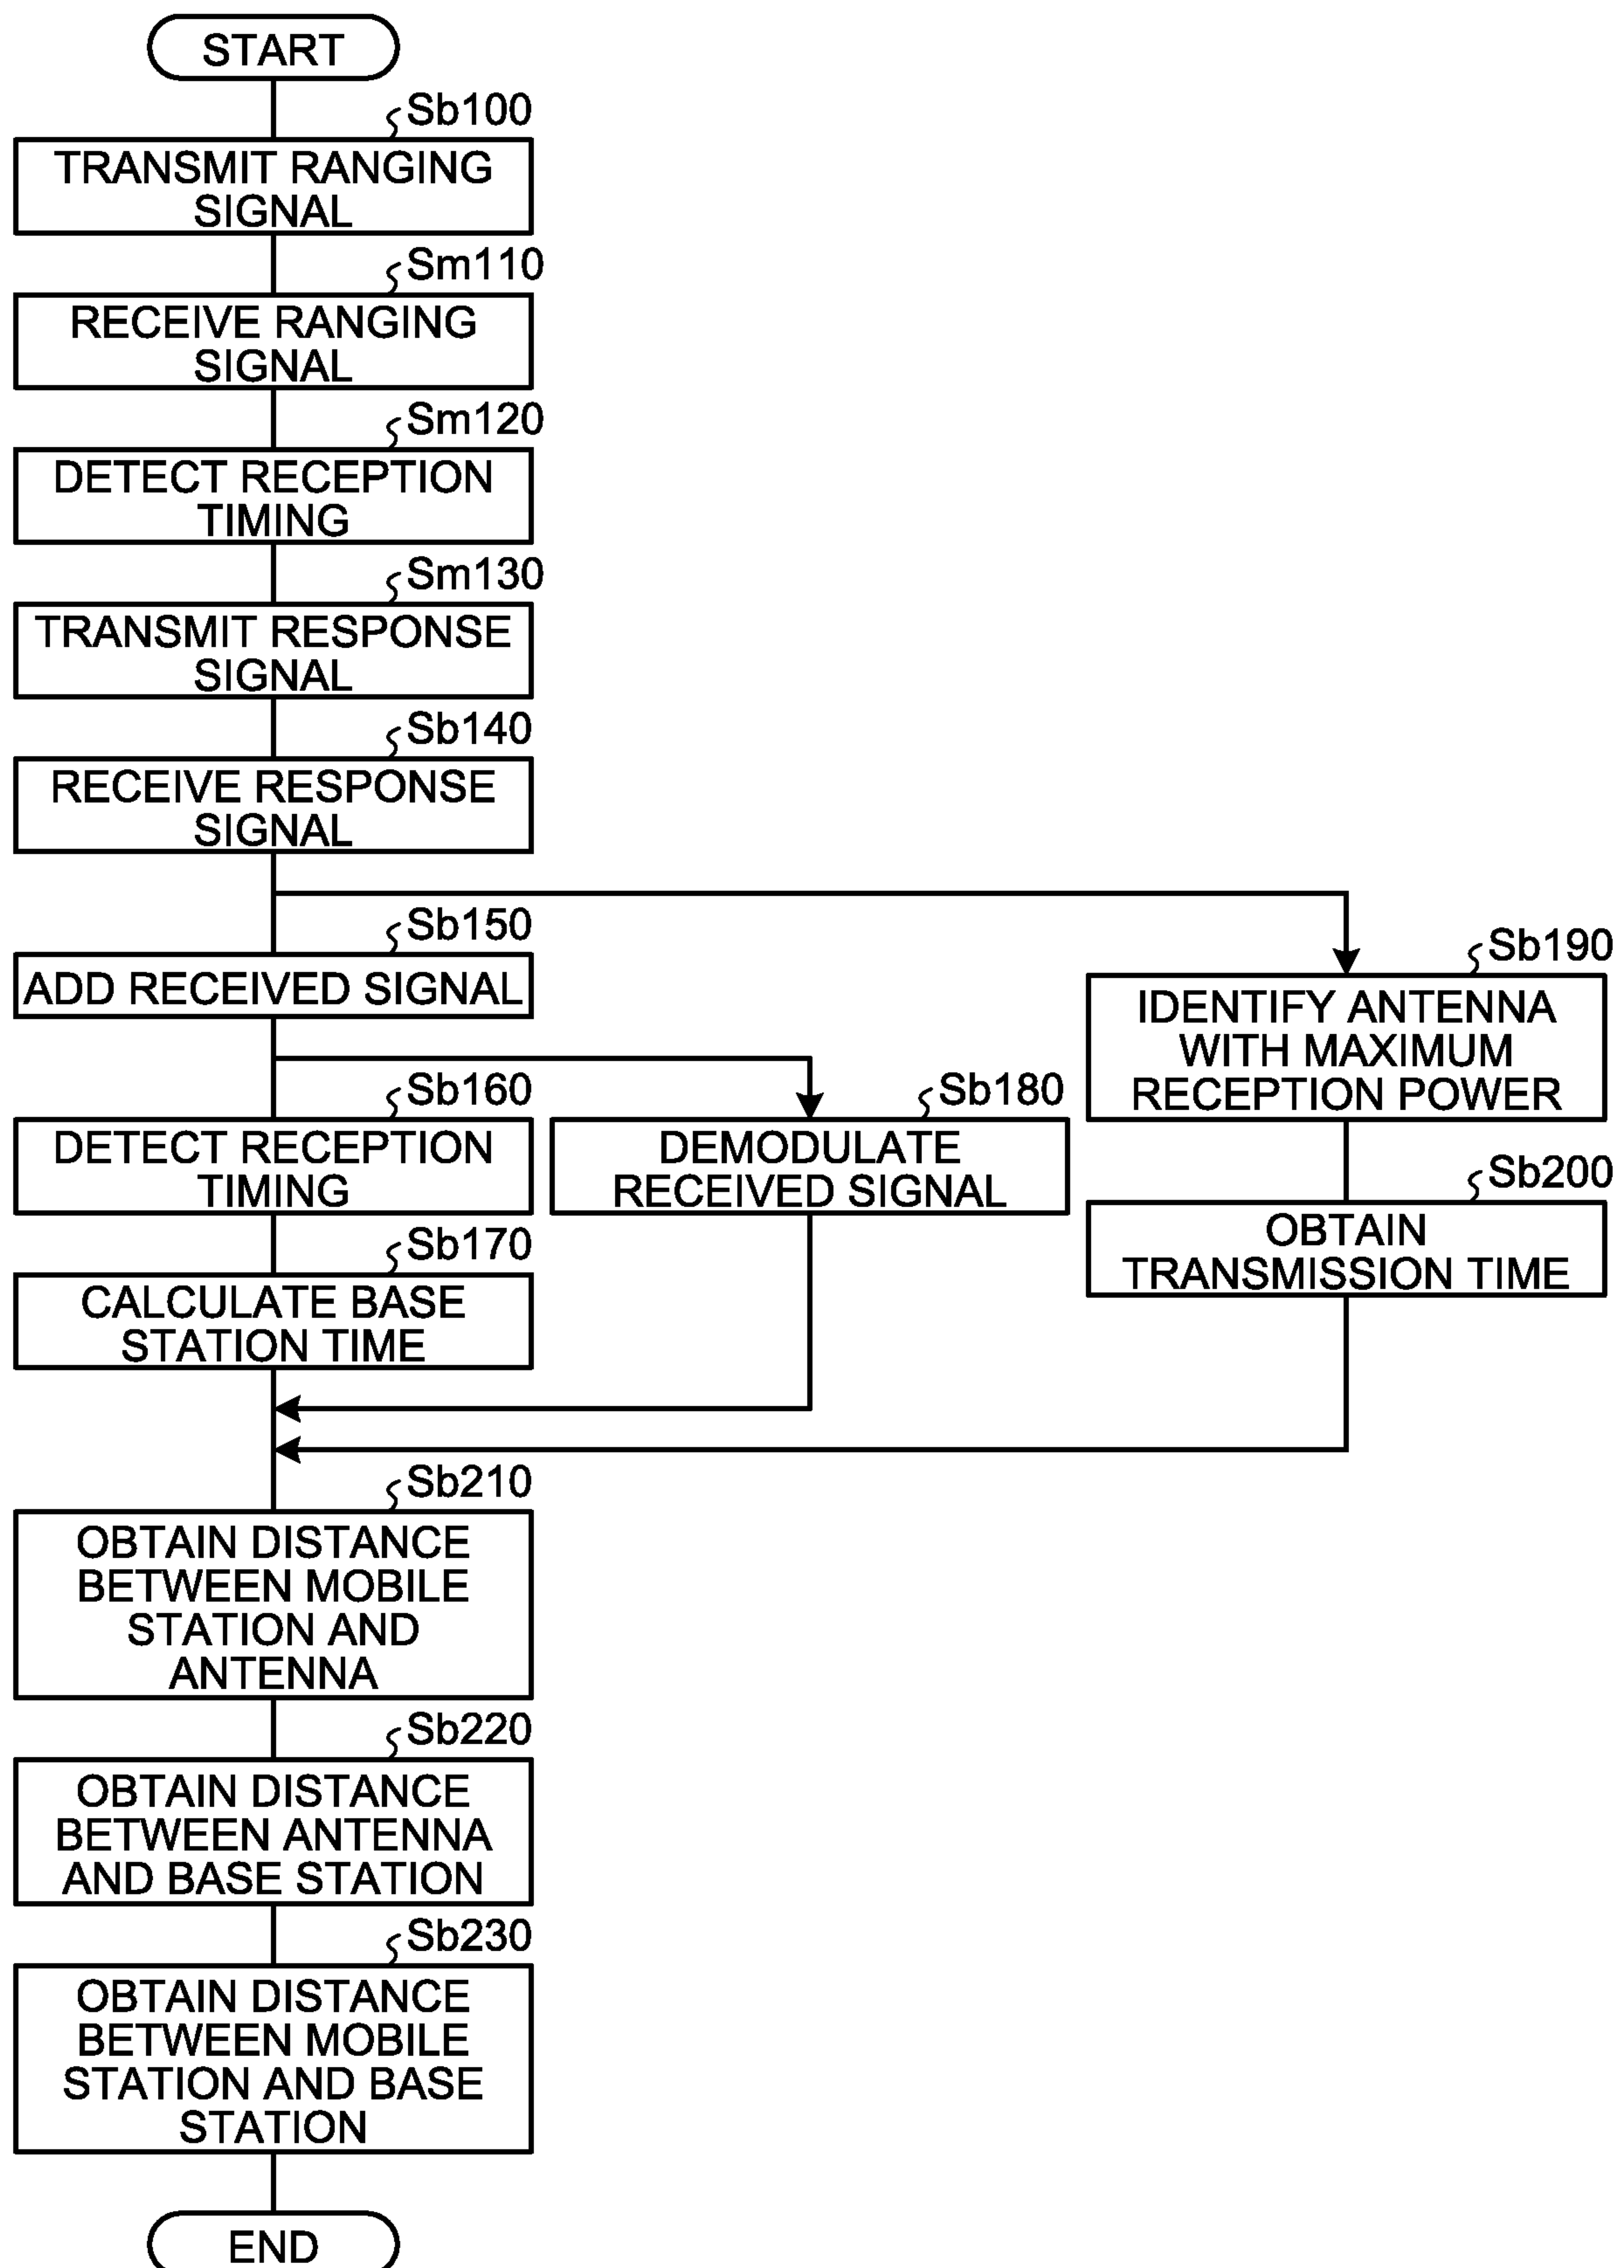 START
Sb100
TRANSMIT RANGING
SIGNAL
Sm110
RECEIVE RANGING
SIGNAL
Sm120
DETECT RECEPTION
TIMING
Sm130
TRANSMIT RESPONSE
SIGNAL
Sb140
RECEIVE RESPONSE
SIGNAL
Sb150
ADD RECEIVED SIGNAL
Sb160
DETECT RECEPTION
TIMING
Sb170
CALCULATE BASE
STATION TIME
Sb180
DEMODULATE
RECEIVED SIGNAL
Sb190
IDENTIFY ANTENNA
WITH MAXIMUM
RECEPTION POWER
Sb200
OBTAIN
TRANSMISSION TIME
Sb210
OBTAIN DISTANCE
BETWEEN MOBILE
STATION AND
ANTENNA
Sb220
OBTAIN DISTANCE
BETWEEN ANTENNA
AND BASE STATION
Sb230
OBTAIN DISTANCE
BETWEEN MOBILE
STATION AND BASE
STATION
END